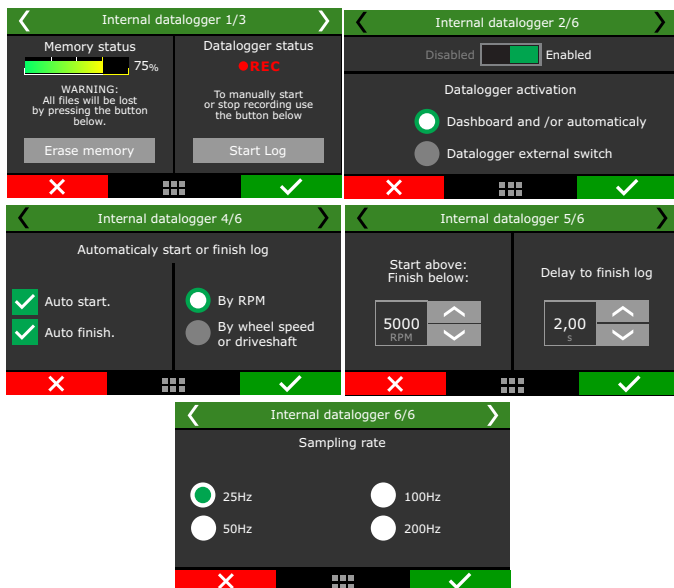 Internal datalogger 1/3
Memory status
75%
WARNING:
All files will be lost
by pressing the button
below.
Erase memory
Datalogger status
REC
To manually start
or stop recording use
the button below
Start Log
Internal datalogger 2/6
Disabled
Enabled
Datalogger activation
Dashboard and /or automaticaly
Datalogger external switch
Internal datalogger 4/6
Automaticaly start or finish log
Auto start.
Auto finish.
By RPM
By wheel speed
or driveshaft
Internal datalogger 5/6
Start above:
Finish below:
5000
RPM
Delay to finish log
2,00
s
Internal datalogger 6/6
Sampling rate
25Hz
50Hz
100Hz
200Hz